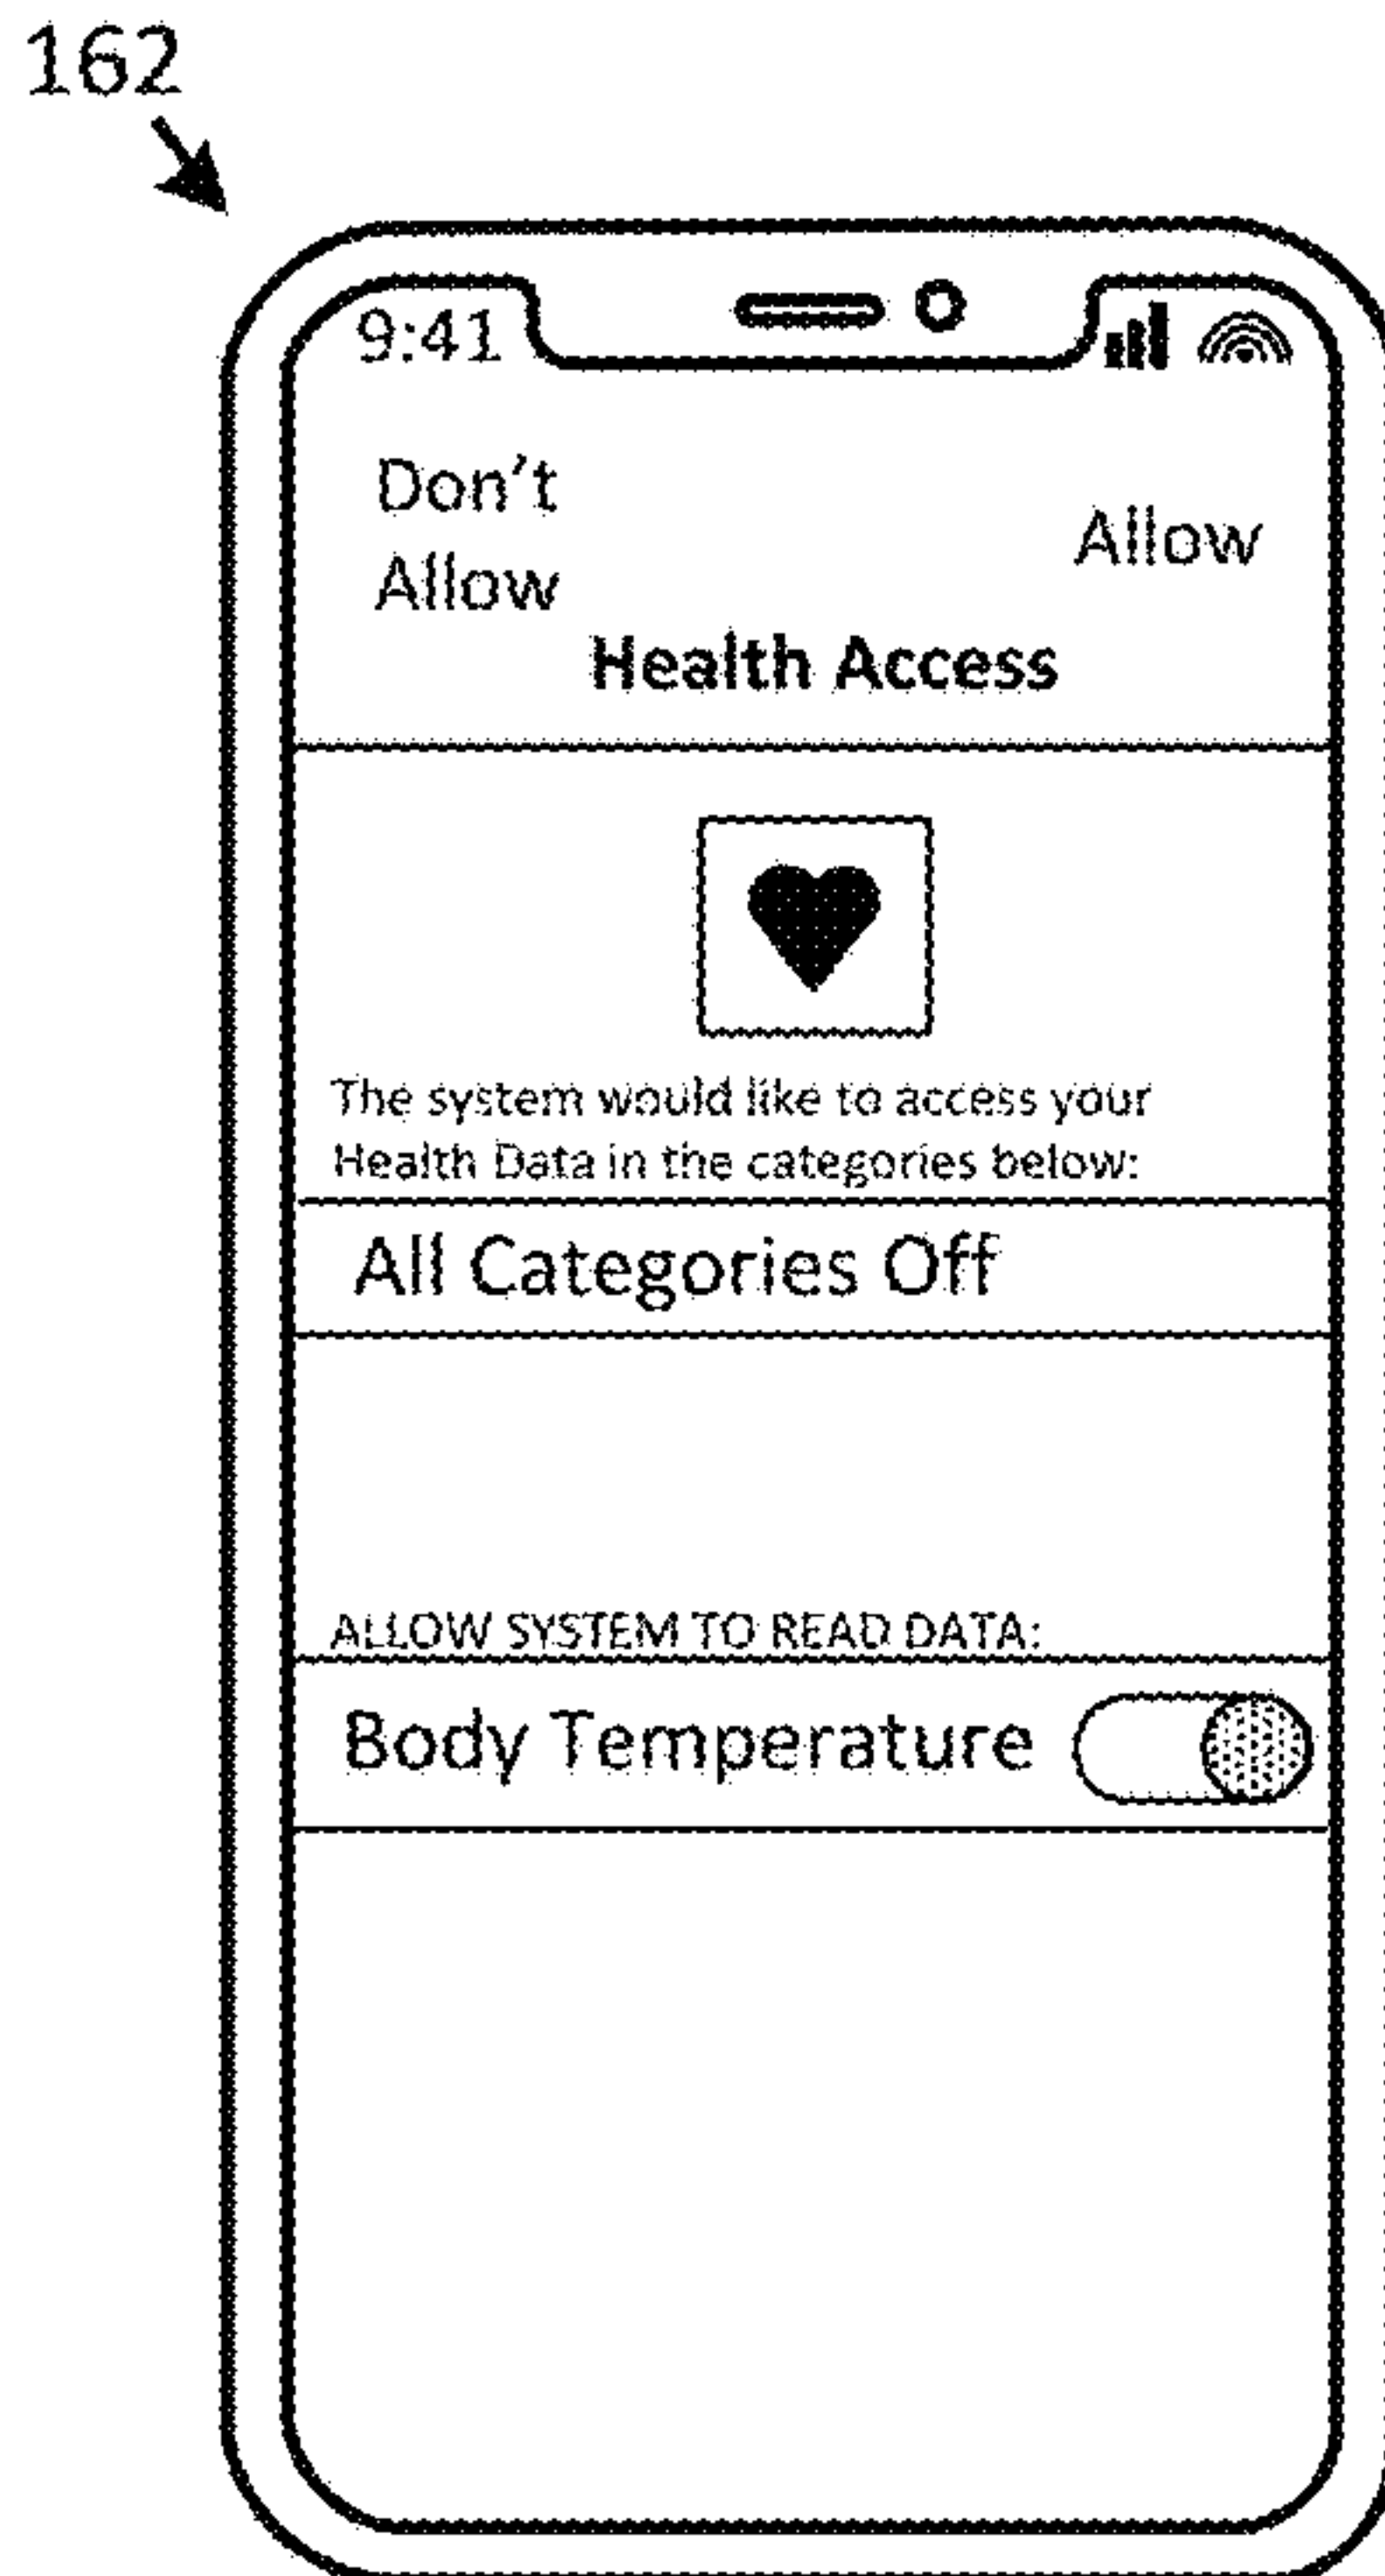 162
9:41
Don't
Allow
Allow
Health Access
The system would like to access your
Health Data in the categories below:
All Categories Off
ALLOW SYSTEM TO READ DATA:
Body Temperature